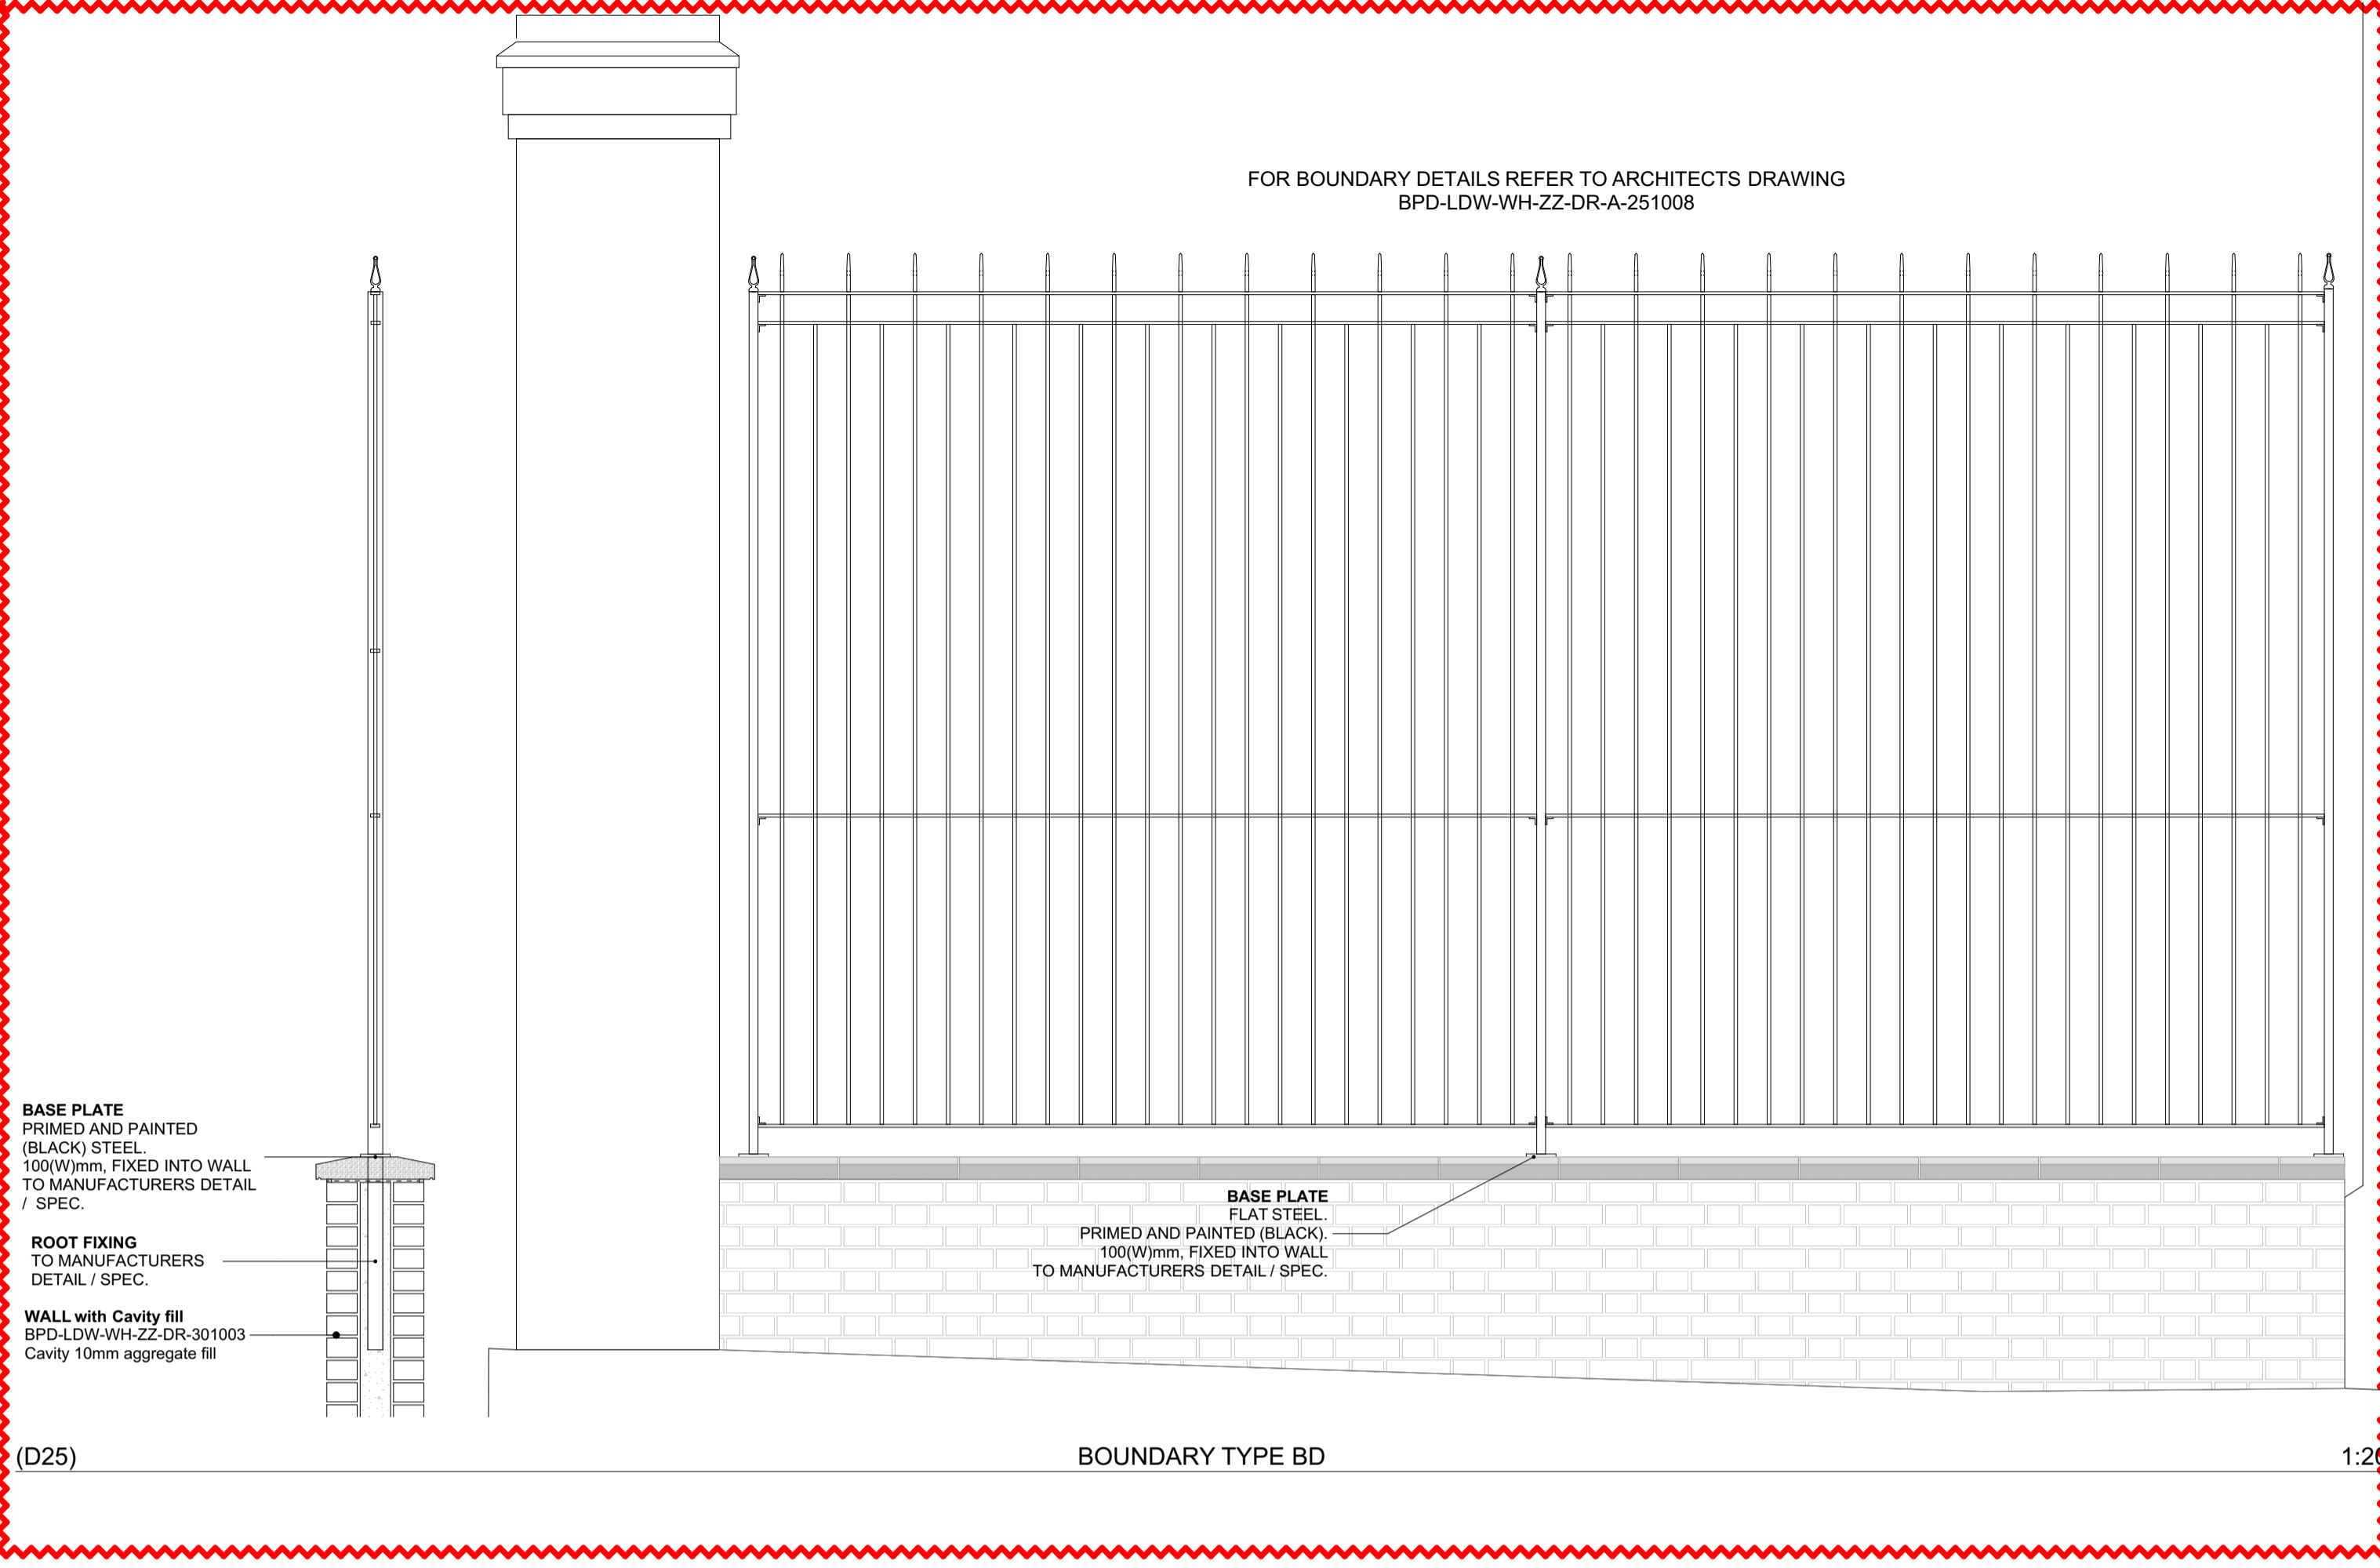 FOR BOUNDARY DETAILS REFER TO ARCHITECTS DRAWING
BPD-LDW-WH-ZZ-DR-A-251008
BASE PLATE
PRIMED AND PAINTED
(BLACK) STEEL.
100(W)mm, FIXED INTO WALL
TO MANUFACTURERS DETAIL
/ SPEC.
ROOT FIXING
TO MANUFACTURERS
DETAIL / SPEC.
WALL with Cavity fill
BPD-LDW-WH-ZZ-DR-301003
Cavity 10mm aggregate fill
BASE PLATE
FLAT STEEL.
PRIMED AND PAINTED (BLACK).
100(W)mm, FIXED INTO WALL
TO MANUFACTURERS DETAIL / SPEC.
(D25)
BOUNDARY TYPE BD
1:20